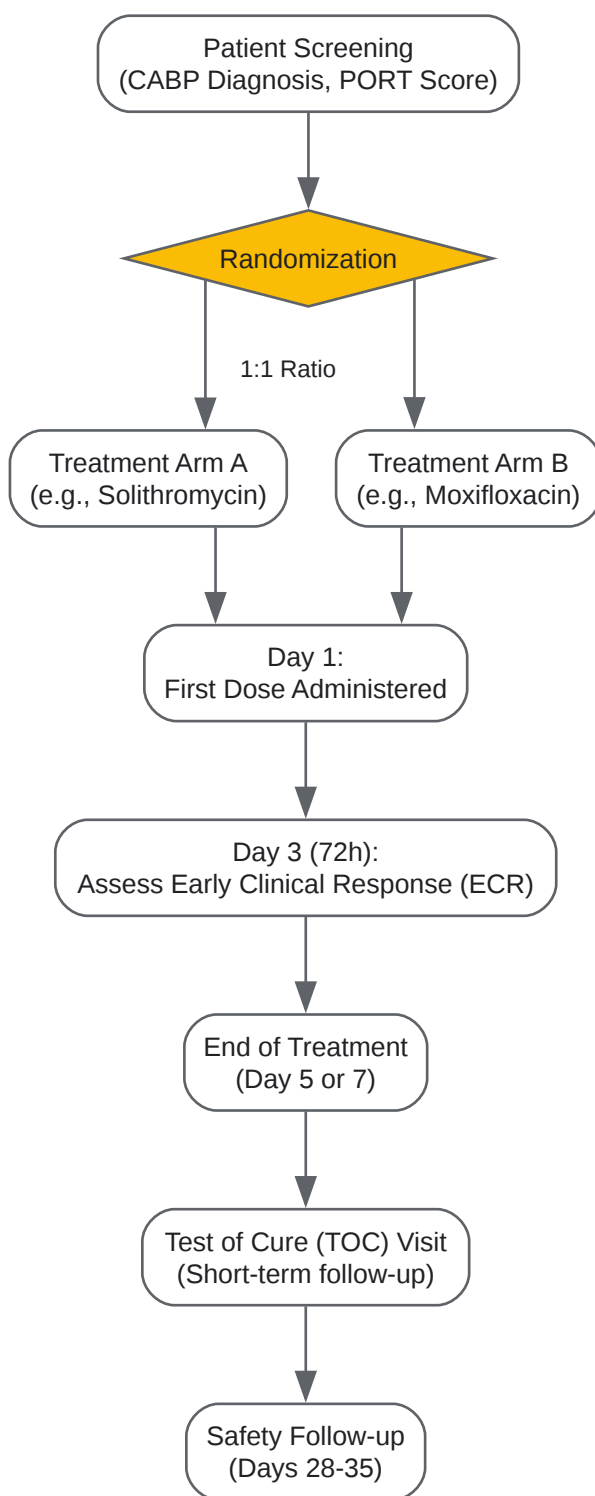 Patient Screening
(CABP Diagnosis, PORT Score)
Randomization
1:1 Ratio
Treatment Arm A
(e.g., Solithromycin)
Treatment Arm B
(e.g., Moxifloxacin)
Day 1:
First Dose Administered
Day 3 (72h):
Assess Early Clinical Response (ECR)
End of Treatment
(Day 5 or 7)
Test of Cure (TOC) Visit
(Short-term follow-up)
Safety Follow-up
(Days 28-35)